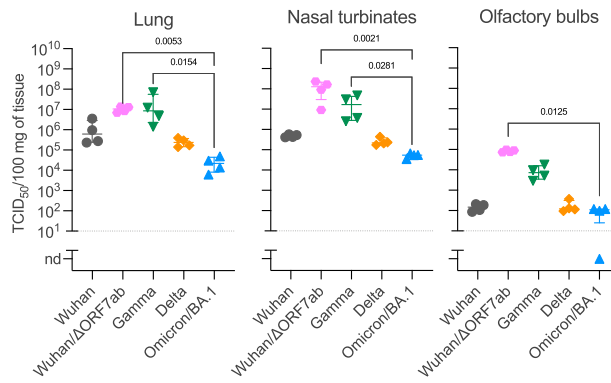 Lung
Nasal turbinates
Olfactory bulbs
TCID50/100 mg of tissue
10^10
10^9
10^8
10^7
10^6
10^5
10^4
10^3
10^2
10^1
nd
0.0053
0.0154
0.0021
0.0281
0.0125
Wuhan
Wuhan/ΔORF7ab
Gamma
Delta
Omicron/BA.1
Wuhan
Wuhan/ΔORF7ab
Gamma
Delta
Omicron/BA.1
Wuhan
Wuhan/ΔORF7ab
Gamma
Delta
Omicron/BA.1